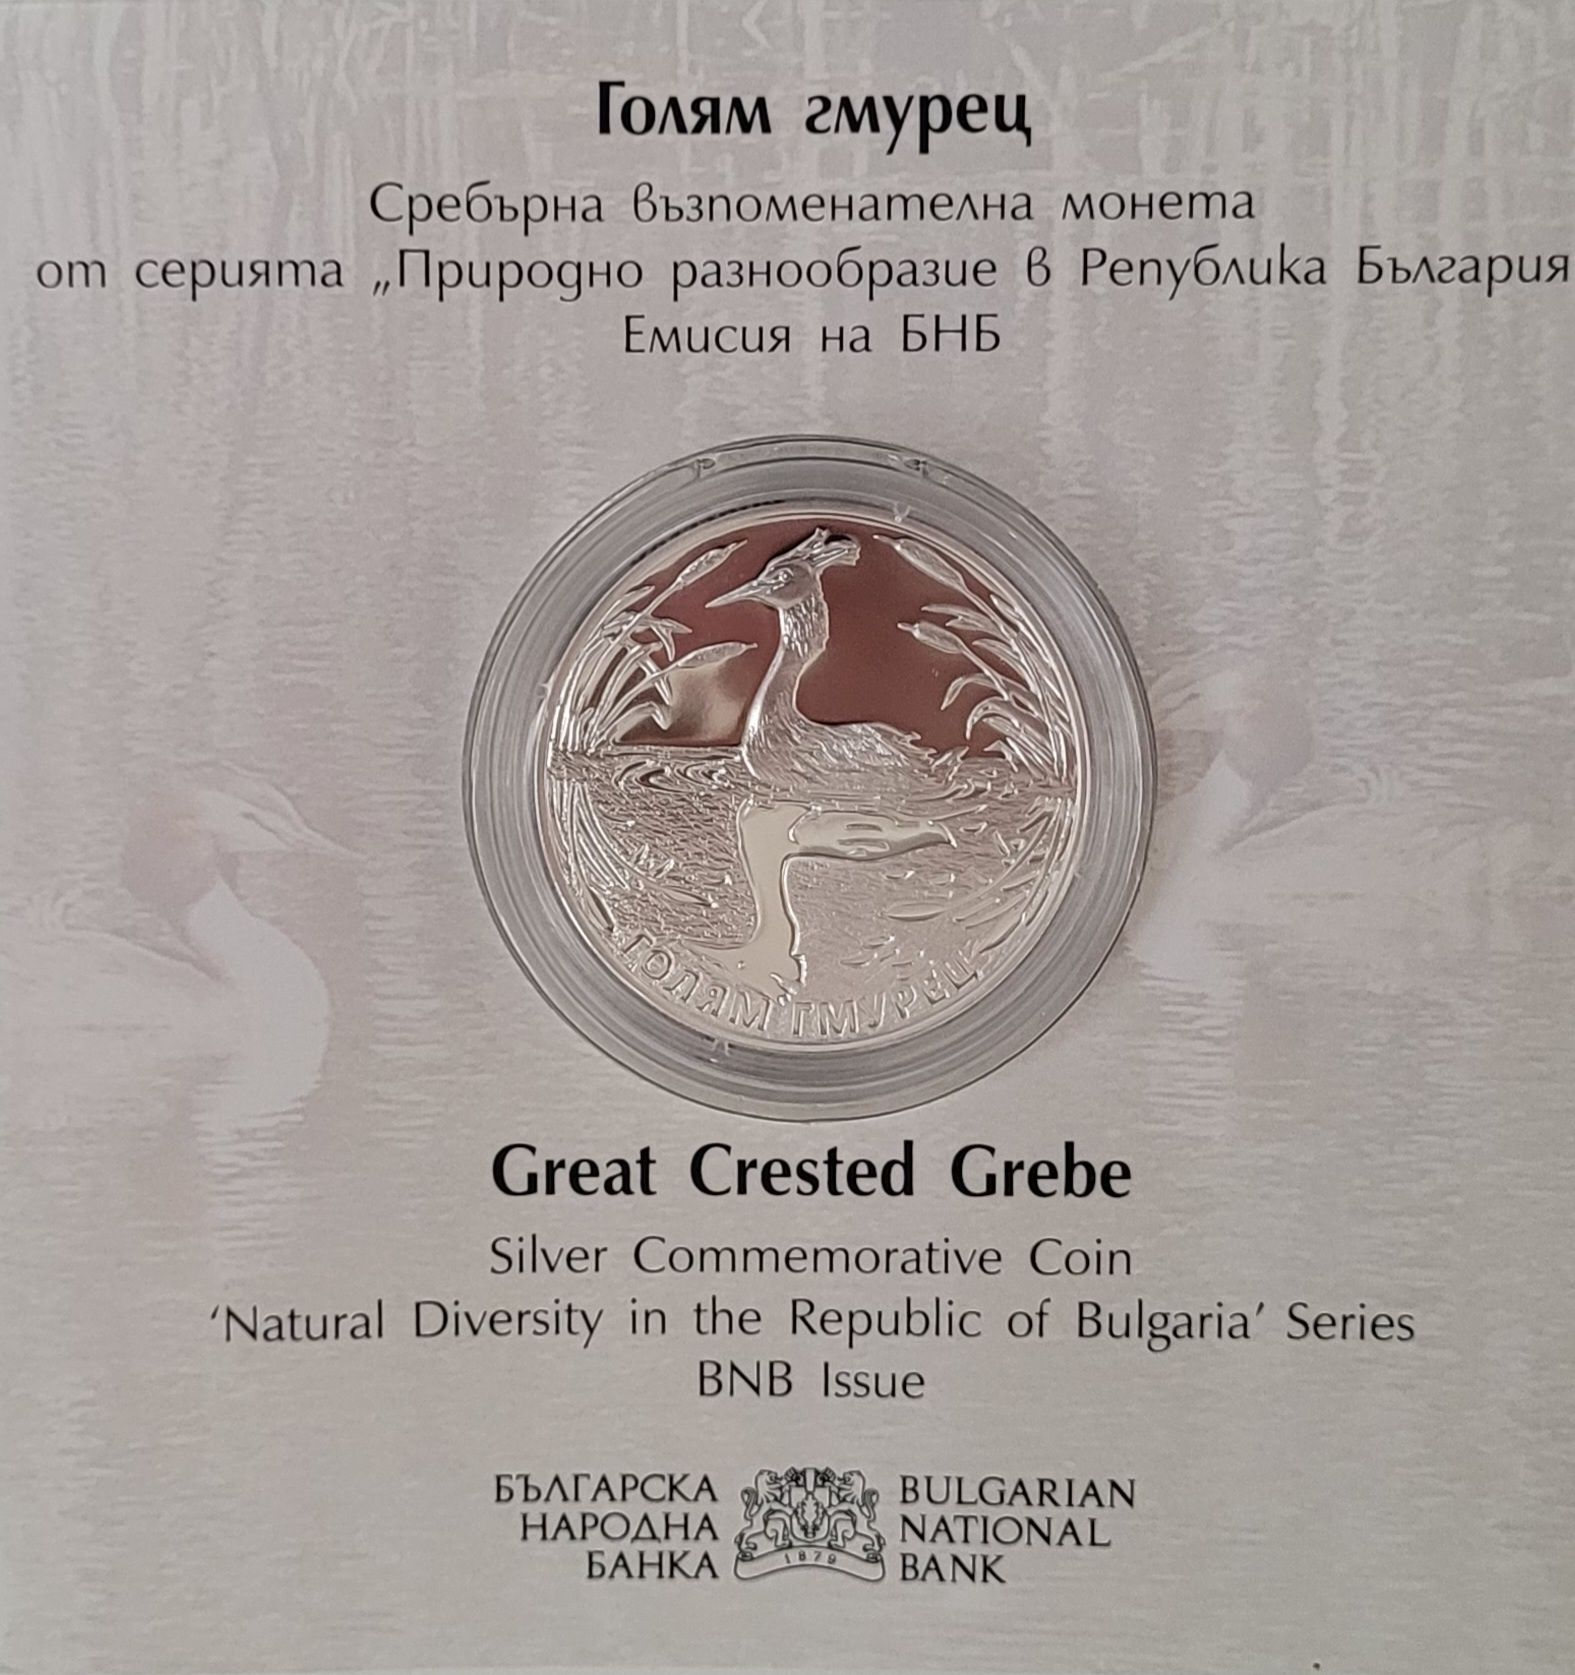 Голям гмурец
Сребърна възпоменателна монета
от серията „Природно разнообразие в Република България
Емисия на БНБ
ГОЛЯМ ГМУРЕЦ
Great Crested Grebe
Silver Commemorative Coin
‘Natural Diversity in the Republic of Bulgaria’ Series
BNB Issue
БЪЛГАРСКА
НАРОДНА
БАНКА
1879
BULGARIAN
NATIONAL
BANK